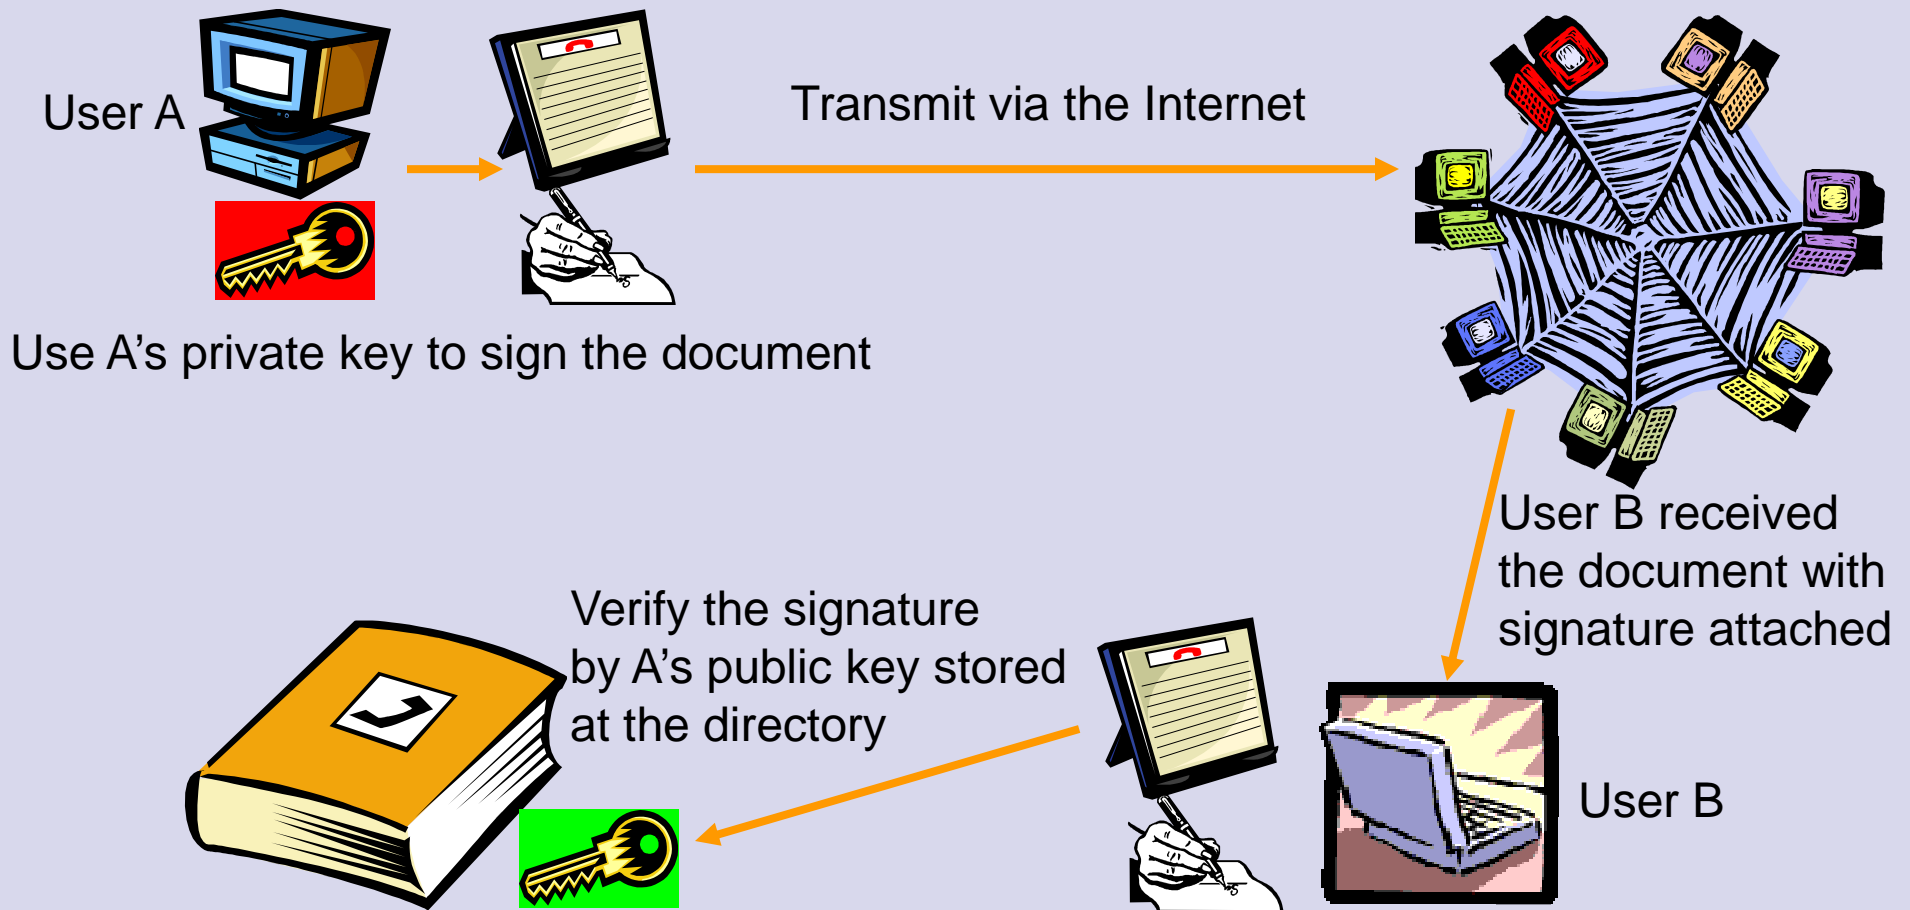 User A
Transmit via the Internet
Use A’s private key to sign the document
User B received
the document with
signature attached
Verify the signature
by A’s public key stored
at the directory
User B